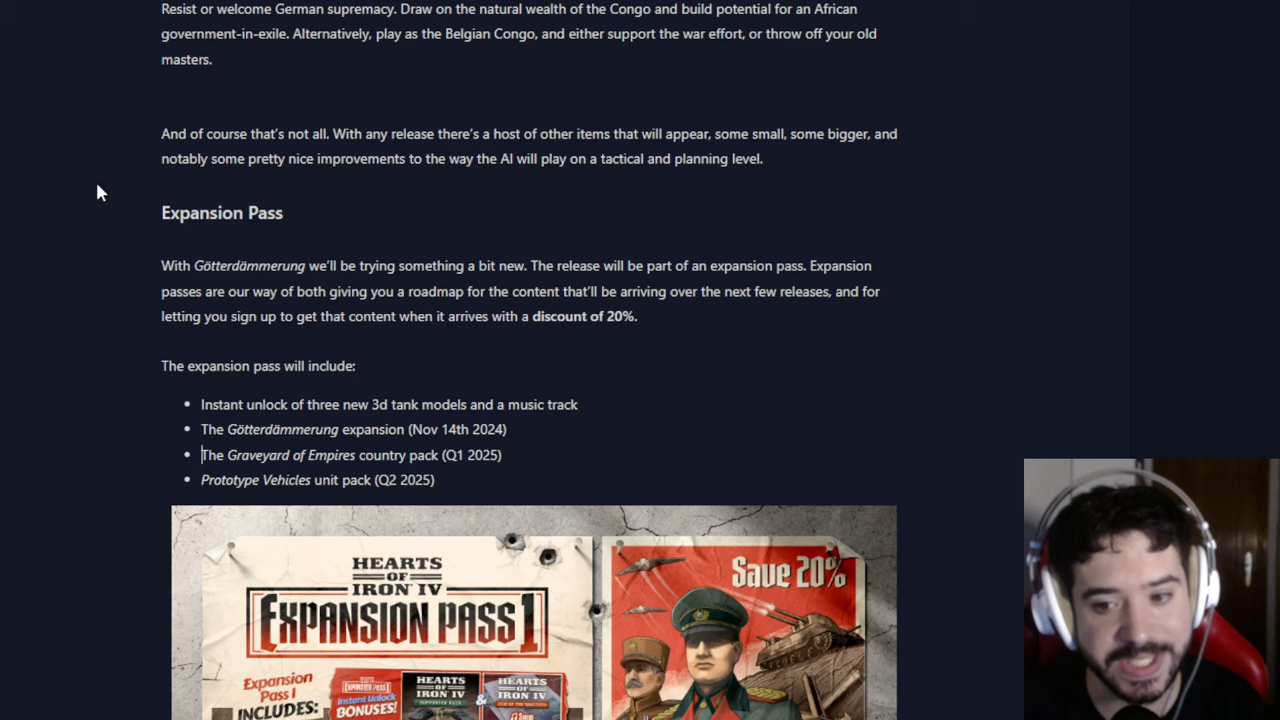 Resist or welcome German supremacy. Draw on the natural wealth of the Congo and build potential for an African
government-in-exile. Alternatively, play as the Belgian Congo, and either support the war effort, or throw off your old
masters.
And of course that's not all. With any release there's a host of other items that will appear, some small, some bigger, and
notably some pretty nice improvements to the way the AI will play on a tactical and planning level.
Expansion Pass
With Götterdämmerung we'll be trying something a bit new. The release will be part of an expansion pass. Expansion
passes are our way of both giving you a roadmap for the content that'll be arriving over the next few releases, and for
letting you sign up to get that content when it arrives with a discount of 20%.
The expansion pass will include:
• Instant unlock of three new 3d tank models and a music track
• The Götterdämmerung expansion (Nov 14th 2024)
• The Graveyard of Empires country pack (Q1 2025)
• Prototype Vehicles unit pack (Q2 2025)
HEARTS
OF
IRON IV
EXPANSION PASS 1
Save 20%
Expansion
Pass 1
INCLUDES:
EXPANSION PASS 1
Instant Unlock
BONUSES!
HEARTS
OF
IRON IV
&
HEARTS
OF
IRON IV